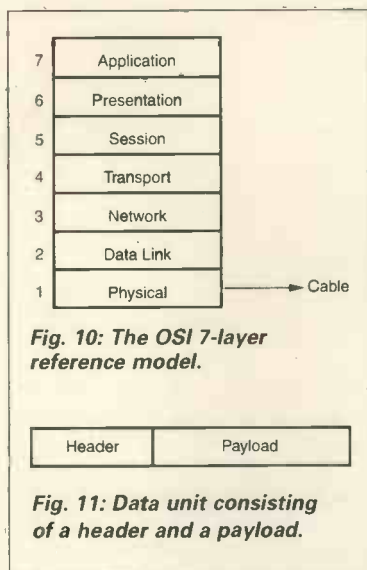 7 Application
6 Presentation
5 Session
4 Transport
3 Network
2 Data Link
1 Physical Cable
Fig. 10: The OSI 7-layer
reference model.
Header Payload
Fig. 11: Data unit consisting
of a header and a payload.